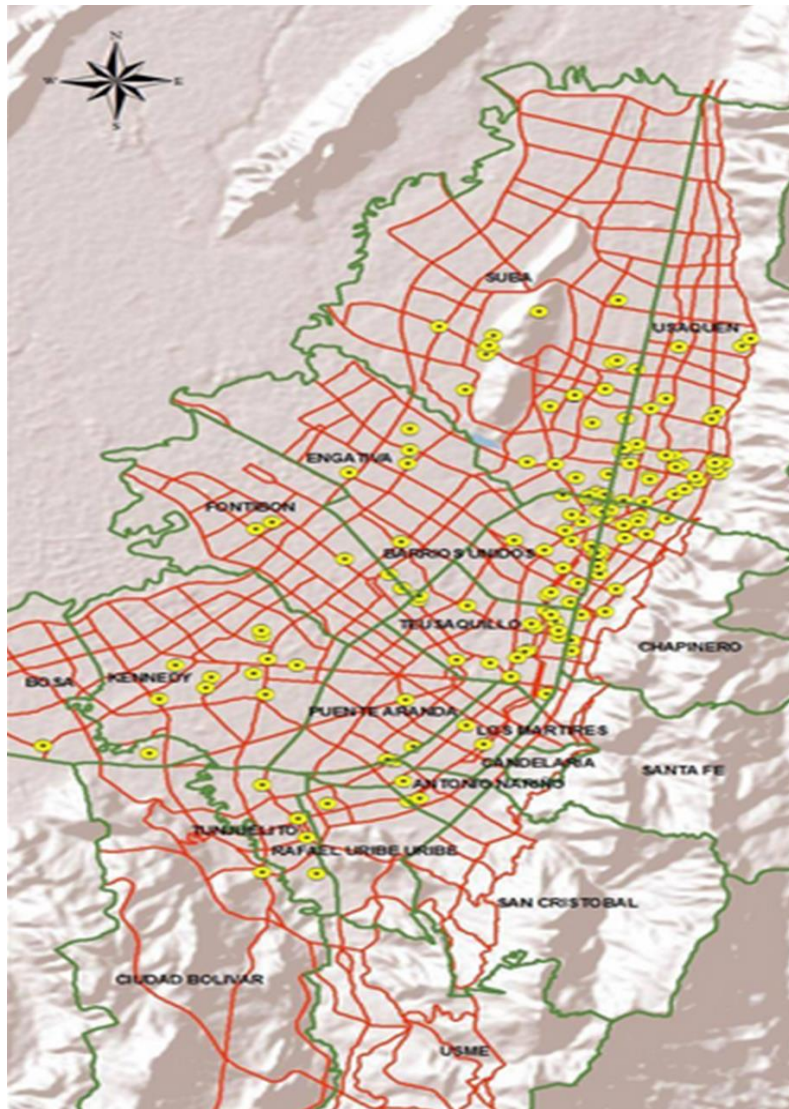 N
W E
S
SUBA
USAQUEN
ENGATIVA
FONTIBON
BARRIOS UNIDOS
TEUSAQUILLO
CHAPINERO
BOSA
KENNEDY
PUENTE ARANDA
LOS MARTIRES
CANDELARIA
SANTA FE
ANTONIO NARIÑO
TUNJUELITO
RAFAEL URIBE URIBE
SAN CRISTOBAL
CIUDAD BOLIVAR
USME